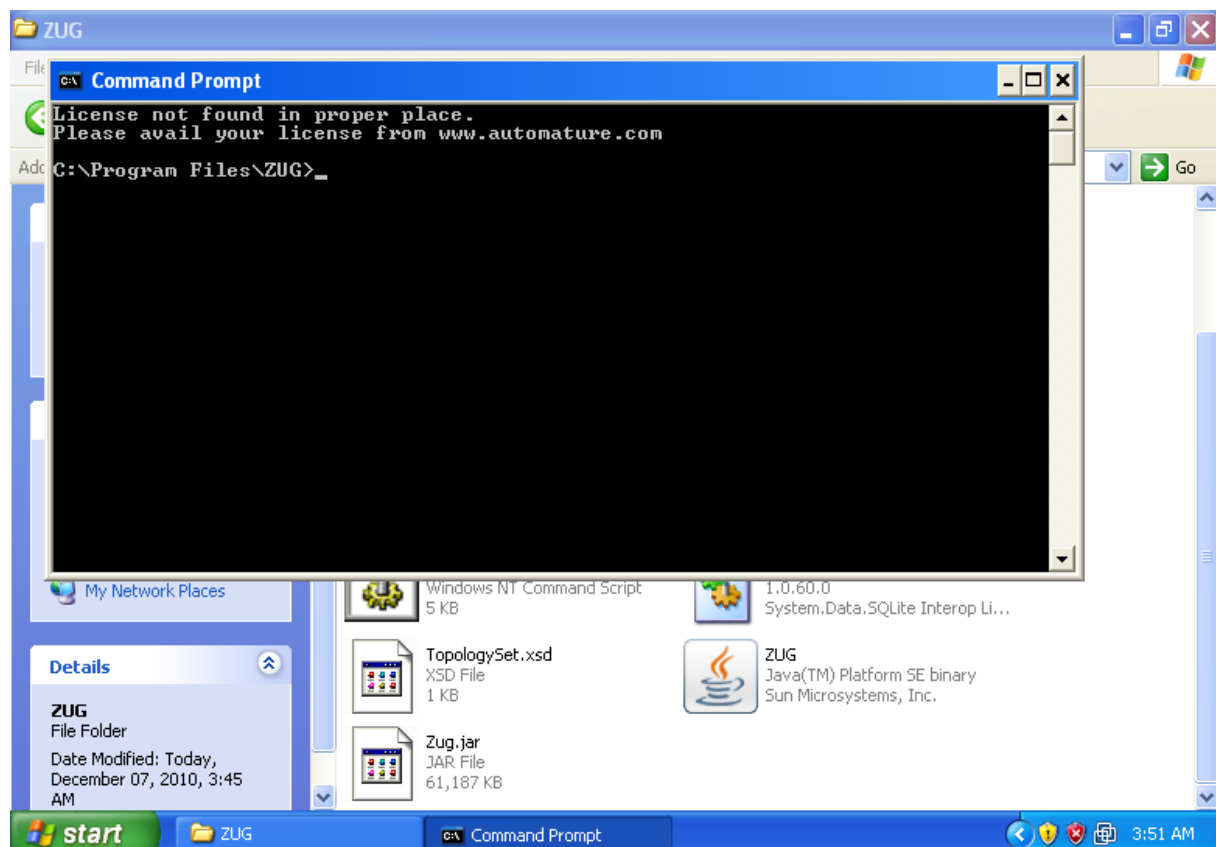 ZUG
File
Command Prompt
License not found in proper place.
Please avail your license from www.automature.com
C:\Program Files\ZUG>_
Go
My Network Places
Windows NT Command Script
5 KB
1.0.60.0
System.Data.SQLite Interop Li...
Details
ZUG
File Folder
Date Modified: Today,
December 07, 2010, 3:45
AM
TopologySet.xsd
XSD File
1 KB
ZUG
Java(TM) Platform SE binary
Sun Microsystems, Inc.
Zug.jar
JAR File
61,187 KB
start
ZUG
Command Prompt
3:51 AM